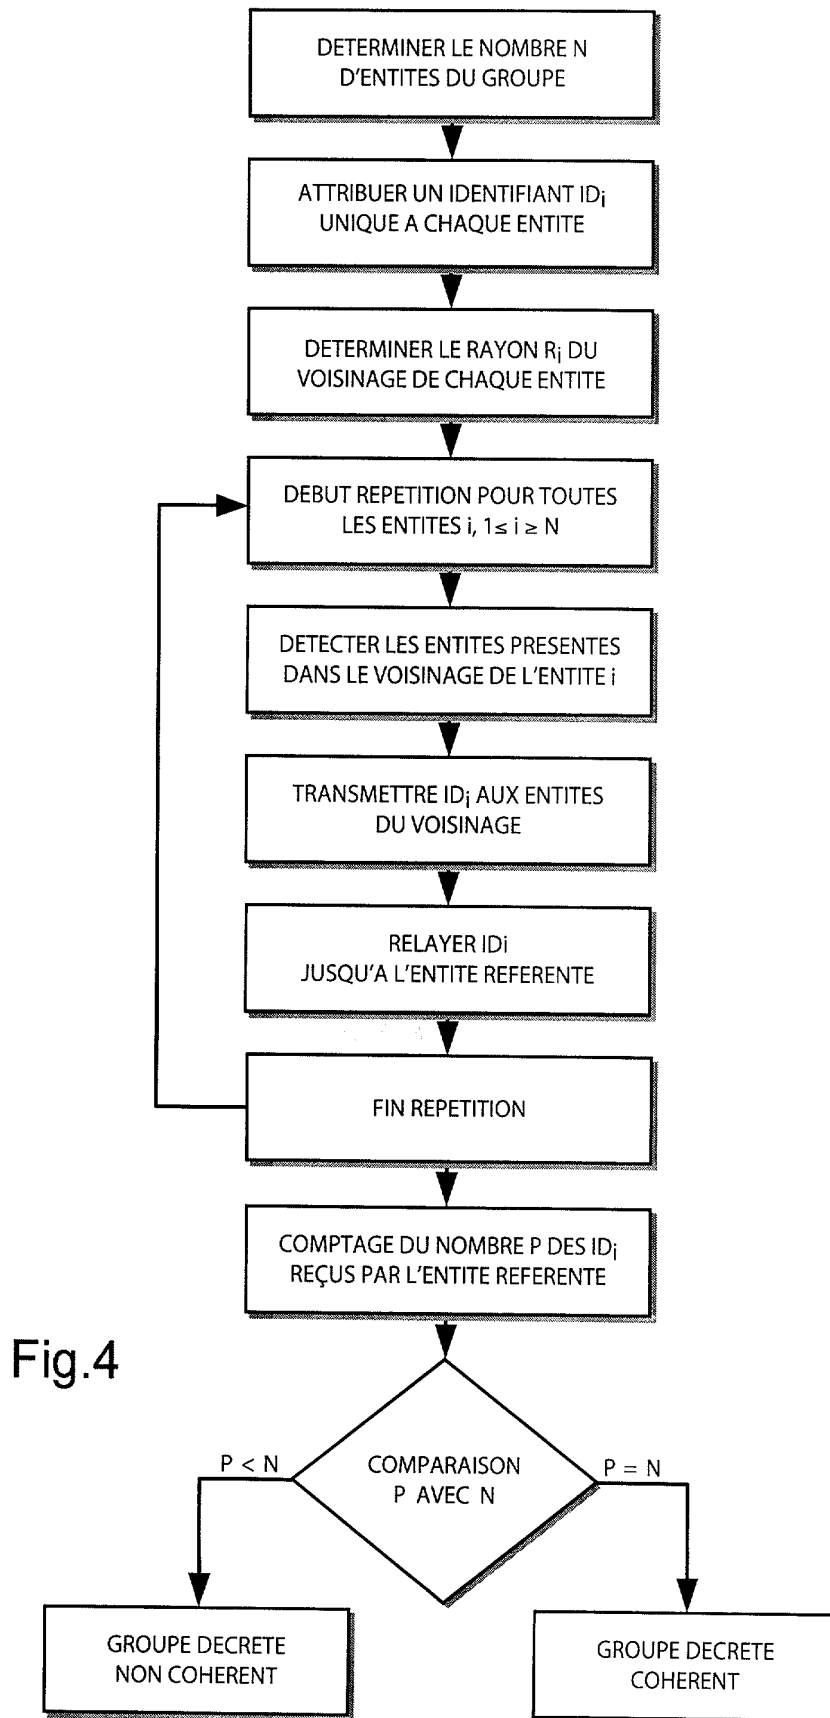 DETERMINER LE NOMBRE N
D'ENTITES DU GROUPE
ATTRIBUER UN IDENTIFIANT IDi
UNIQUE A CHAQUE ENTITE
DETERMINER LE RAYON Ri DU
VOISINAGE DE CHAQUE ENTITE
DEBUT REPETITION POUR TOUTES
LES ENTITES i, 1≤ i ≥ N
DETECTER LES ENTITES PRESENTES
DANS LE VOISINAGE DE L'ENTITE i
TRANSMETTRE IDi AUX ENTITES
DU VOISINAGE
RELAYER IDi
JUSQU'A L'ENTITE REFERENTE
FIN REPETITION
COMPTAGE DU NOMBRE P DES IDi
REÇUS PAR L'ENTITE REFERENTE
Fig.4
P < N
COMPARAISON
P AVEC N
P = N
GROUPE DECRETE
NON COHERENT
GROUPE DECRETE
COHERENT